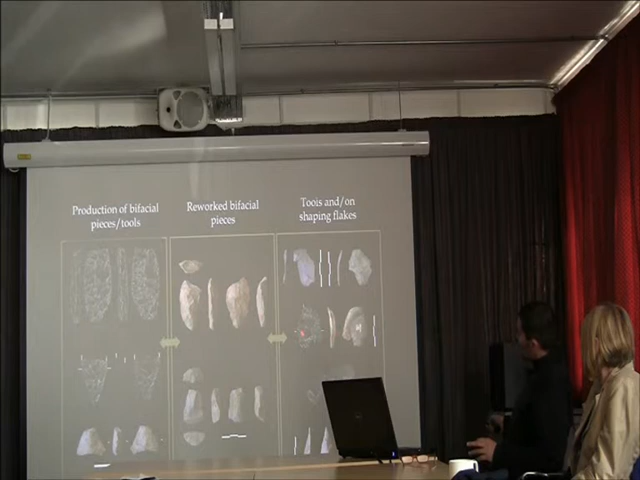 Production of bifacial
pieces/tools
Reworked bifacial
pieces
Tools and/on
shaping flakes